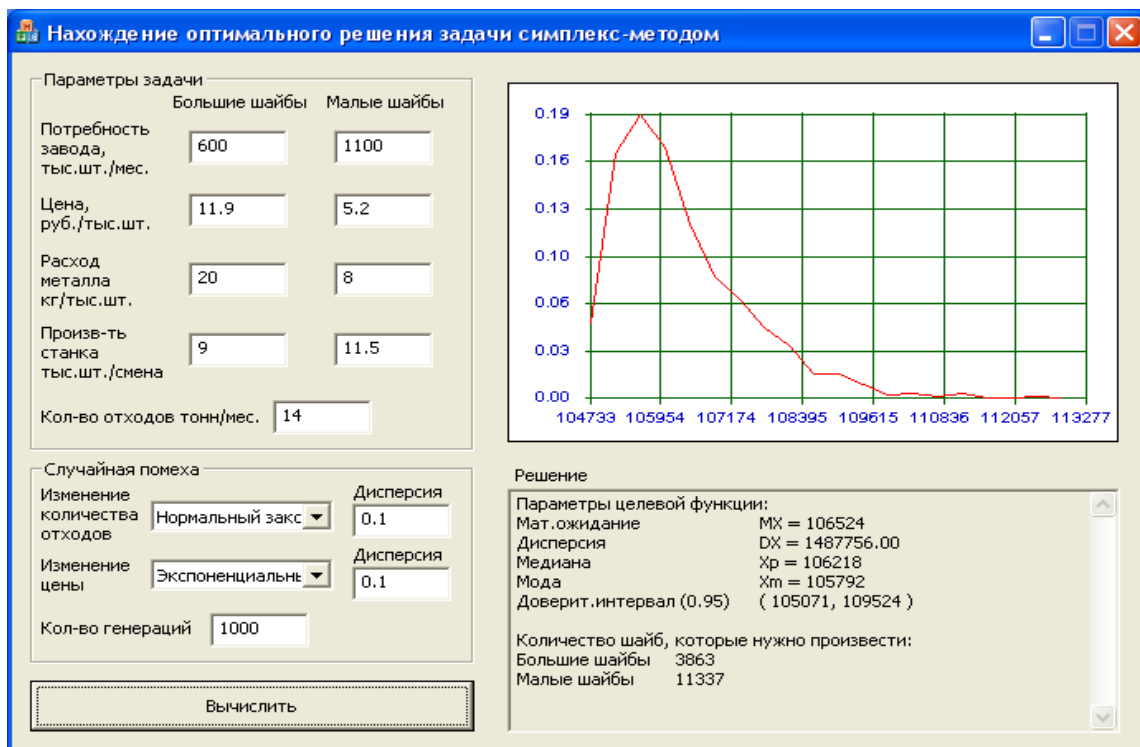 Нахождение оптимального решения задачи симплекс-методом
Параметры задачи
Большие шайбы Малые шайбы
Потребность
завода,
тыс.шт./мес.
600 1100
Цена,
руб./тыс.шт.
11.9 5.2
Расход
металла
кг/тыс.шт.
20 8
Произв-ть
станка
тыс.шт./смена
9 11.5
Кол-во отходов тонн/мес. 14
Случайная помеха
Изменение
количества
отходов
Нормальный закс
Дисперсия
0.1
Изменение
цены
Экспоненциальнь
Дисперсия
0.1
Кол-во генераций 1000
Вычислить
0.19
0.16
0.13
0.10
0.06
0.03
0.00
104733 105954 107174 108395 109615 110836 112057 113277
Решение
Параметры целевой функции:
Мат.ожидание MX = 106524
Дисперсия DX = 1487756.00
Медиана Xp = 106218
Мода Xm = 105792
Доверит.интервал (0.95) ( 105071, 109524 )
Количество шайб, которые нужно произвести:
Большие шайбы 3863
Малые шайбы 11337